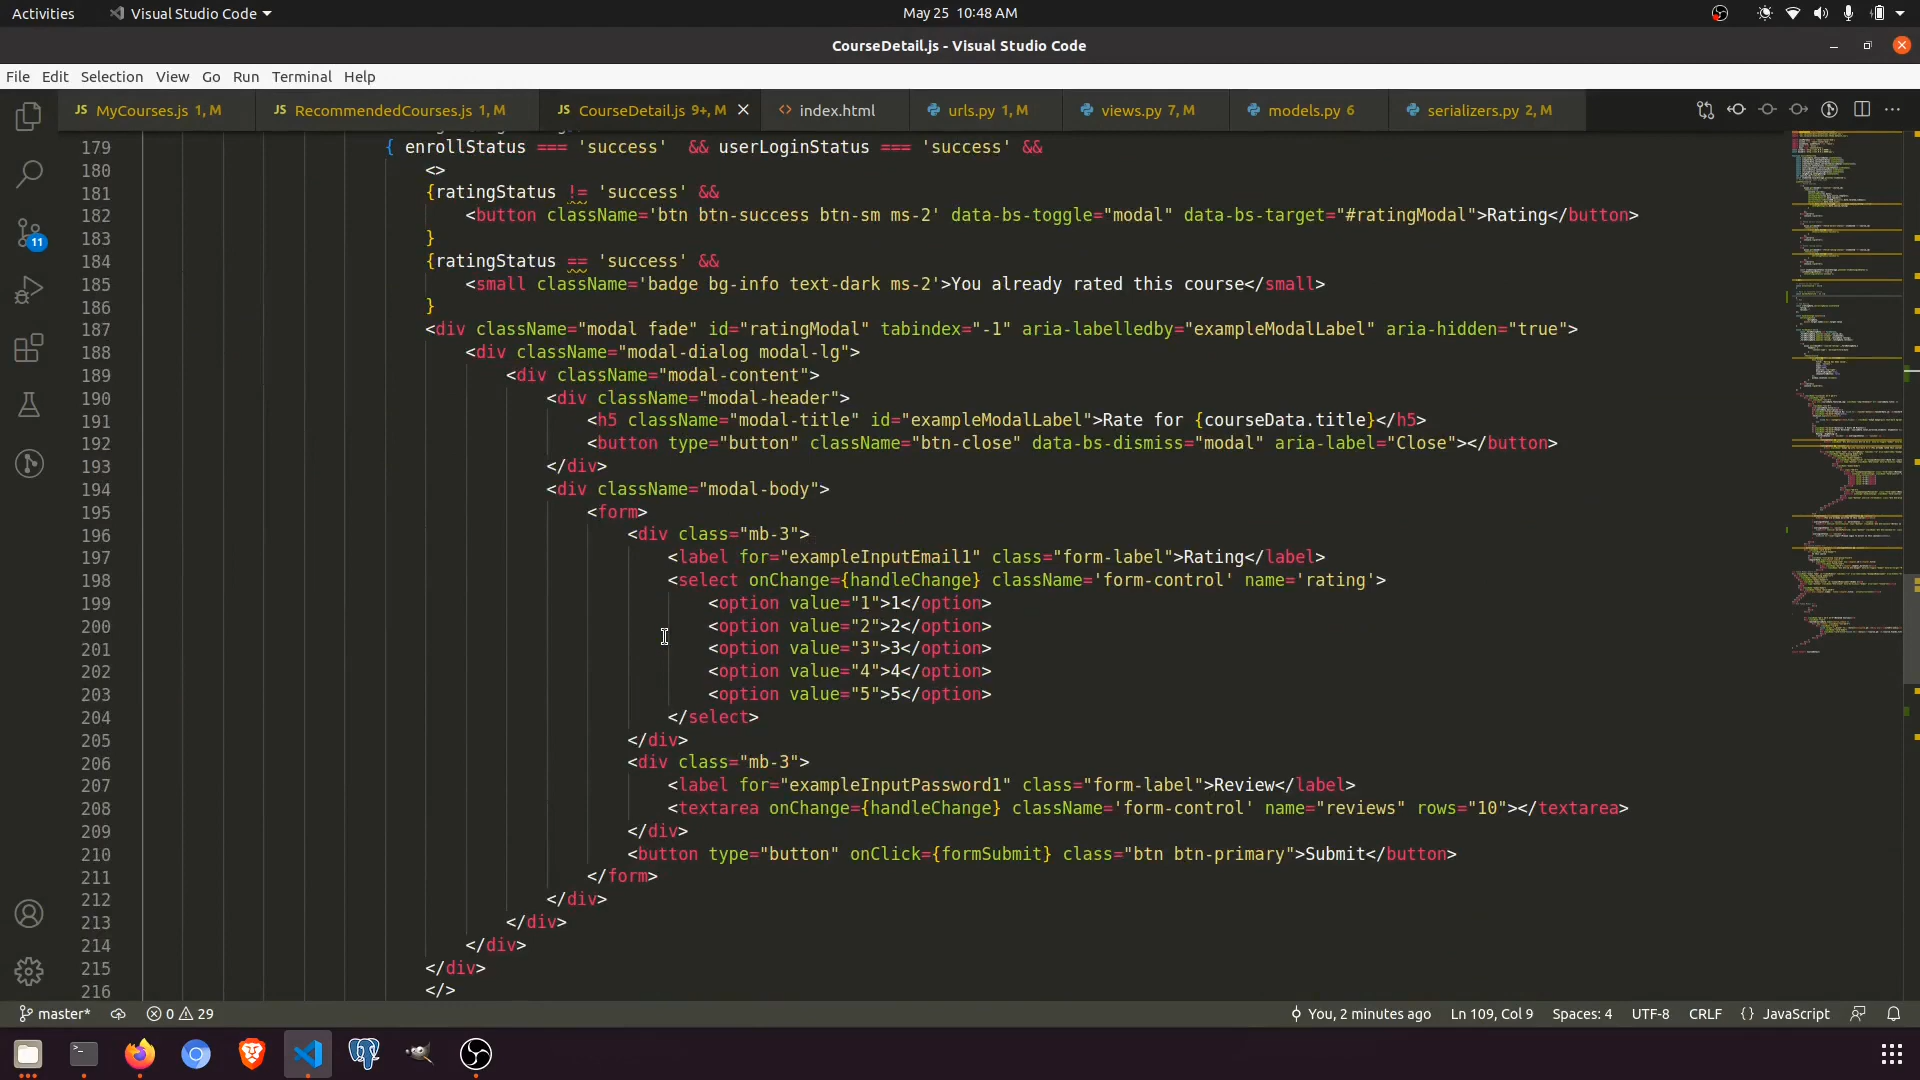 Activities
Visual Studio Code
May 25 10:48 AM
CourseDetail.js - Visual Studio Code
File Edit Selection View Go Run Terminal Help
JS MyCourses.js 1, M
JS RecommendedCourses.js 1, M
JS CourseDetail.js 9+, M
<> index.html
urls.py 1, M
views.py 7, M
models.py 6
serializers.py 2, M
179 { enrollStatus === 'success'  && userLoginStatus === 'success' &&
180 <>
181 {ratingStatus != 'success' &&
182 <button className='btn btn-success btn-sm ms-2' data-bs-toggle="modal" data-bs-target="#ratingModal">Rating</button>
183 }
184 {ratingStatus == 'success' &&
185 <small className='badge bg-info text-dark ms-2'>You already rated this course</small>
186 }
187 <div className="modal fade" id="ratingModal" tabindex="-1" aria-labelledby="exampleModalLabel" aria-hidden="true">
188 <div className="modal-dialog modal-lg">
189 <div className="modal-content">
190 <div className="modal-header">
191 <h5 className="modal-title" id="exampleModalLabel">Rate for {courseData.title}</h5>
192 <button type="button" className="btn-close" data-bs-dismiss="modal" aria-label="Close"></button>
193 </div>
194 <div className="modal-body">
195 <form>
196 <div class="mb-3">
197 <label for="exampleInputEmail1" class="form-label">Rating</label>
198 <select onChange={handleChange} className='form-control' name='rating'>
199 <option value="1">1</option>
200 <option value="2">2</option>
201 <option value="3">3</option>
202 <option value="4">4</option>
203 <option value="5">5</option>
204 </select>
205 </div>
206 <div class="mb-3">
207 <label for="exampleInputPassword1" class="form-label">Review</label>
208 <textarea onChange={handleChange} className='form-control' name="reviews" rows="10"></textarea>
209 </div>
210 <button type="button" onClick={formSubmit} class="btn btn-primary">Submit</button>
211 </form>
212 </div>
213 </div>
214 </div>
215 </div>
216 </>
11
master*
0 29
You, 2 minutes ago
Ln 109, Col 9
Spaces: 4
UTF-8
CRLF
{ } JavaScript